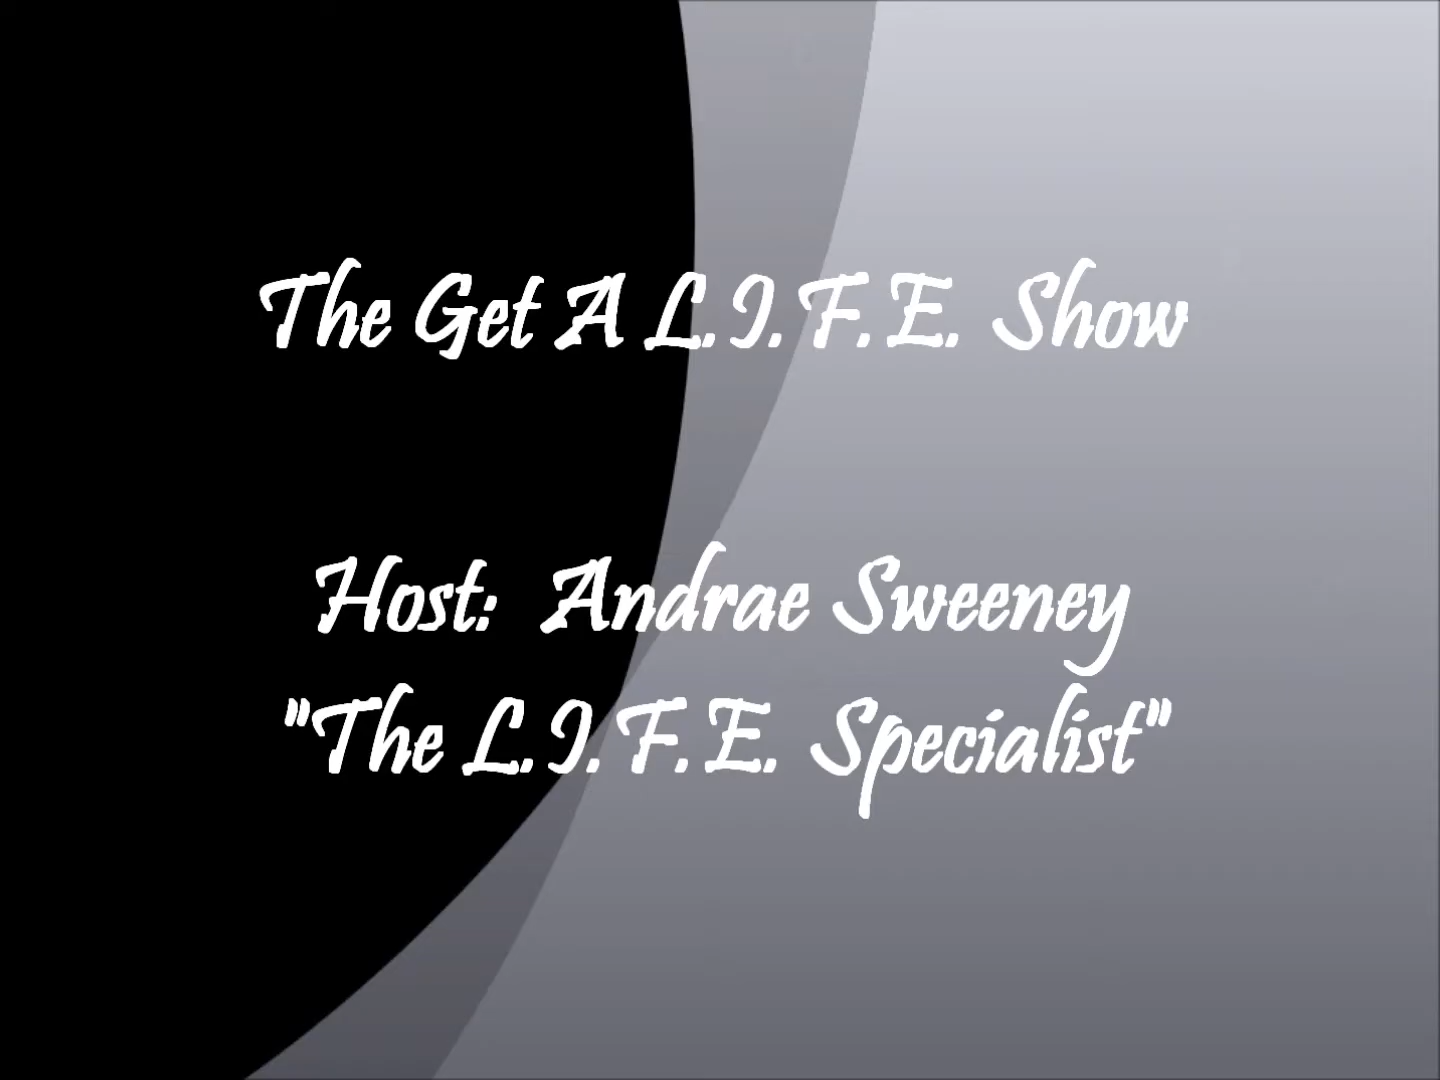 The Get A L.I.F.E. Show
Host: Andrae Sweeney
"The L.I.F.E. Specialist"